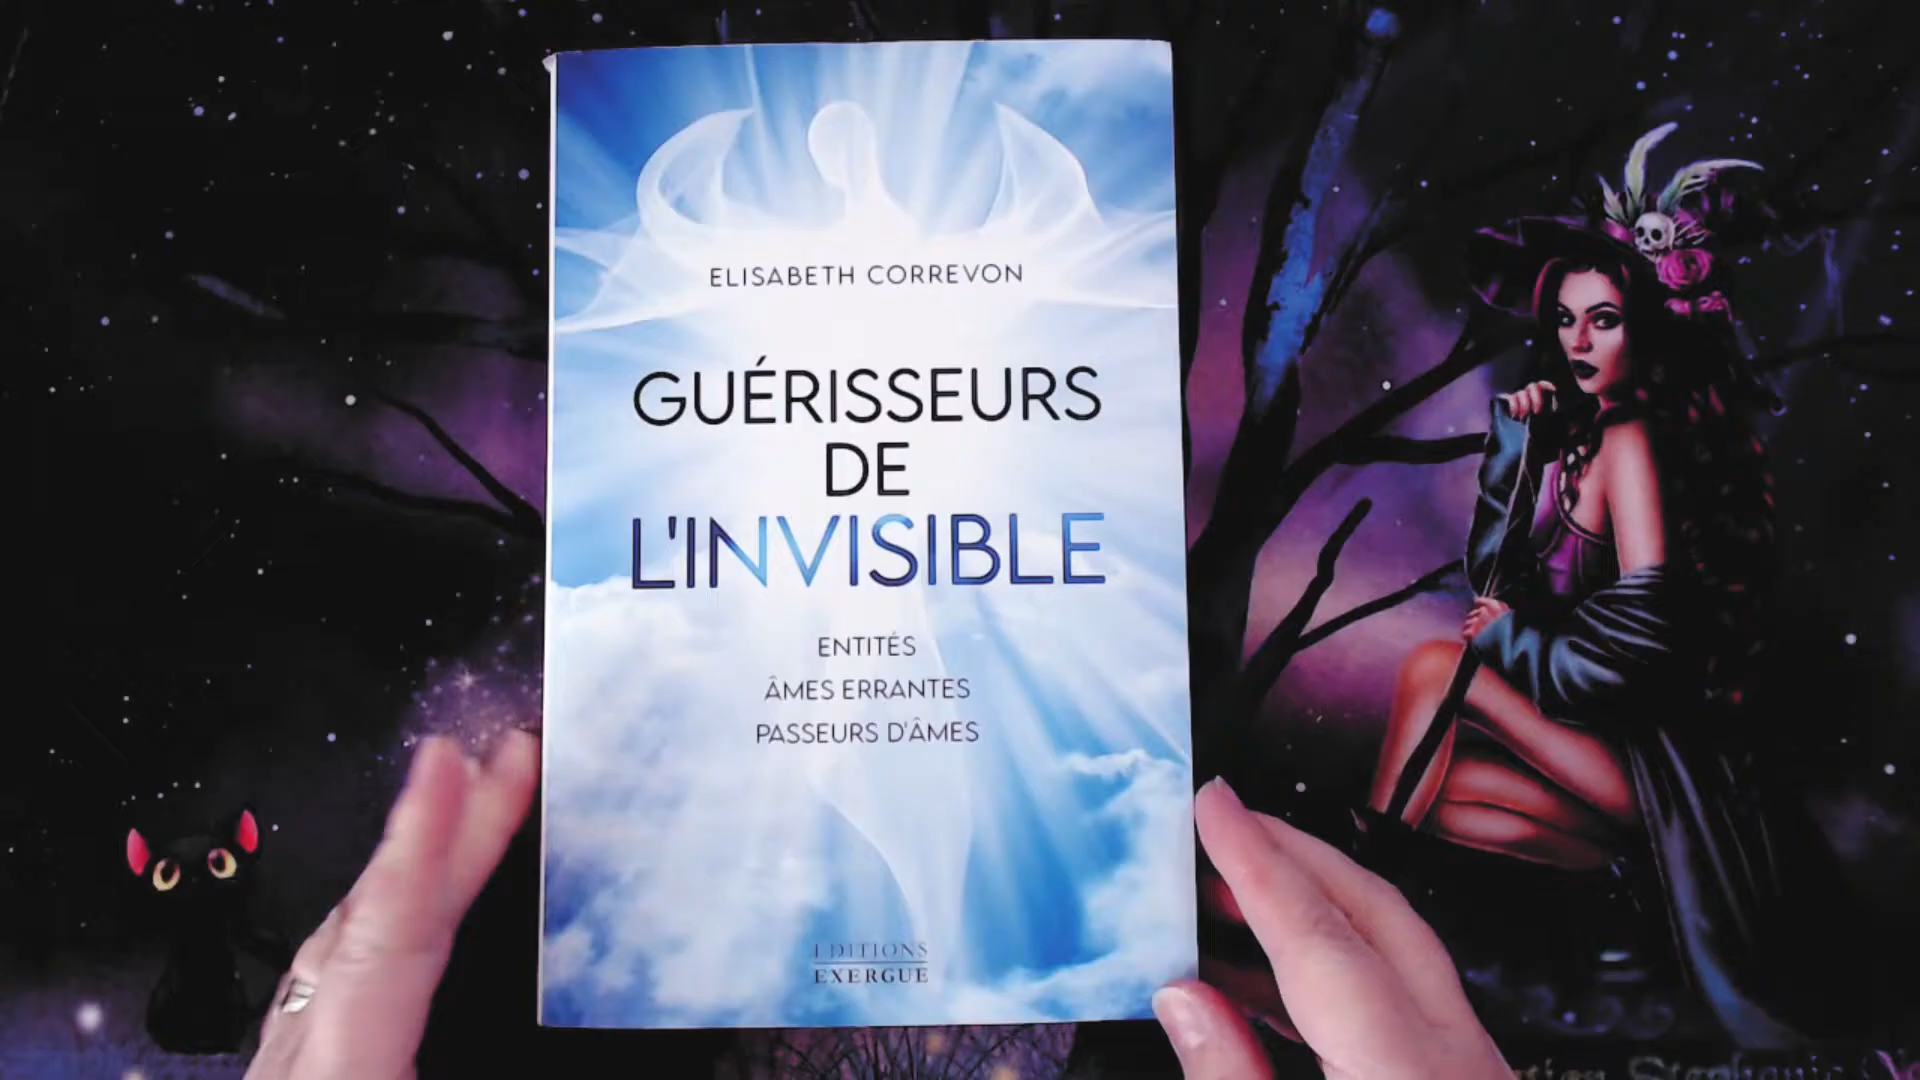 ELISABETH CORREVON
GUÉRISSEURS
DE
L'INVISIBLE
ENTITÉS
ÂMES ERRANTES
PASSEURS D'ÂMES
EDITIONS
EXERGUE